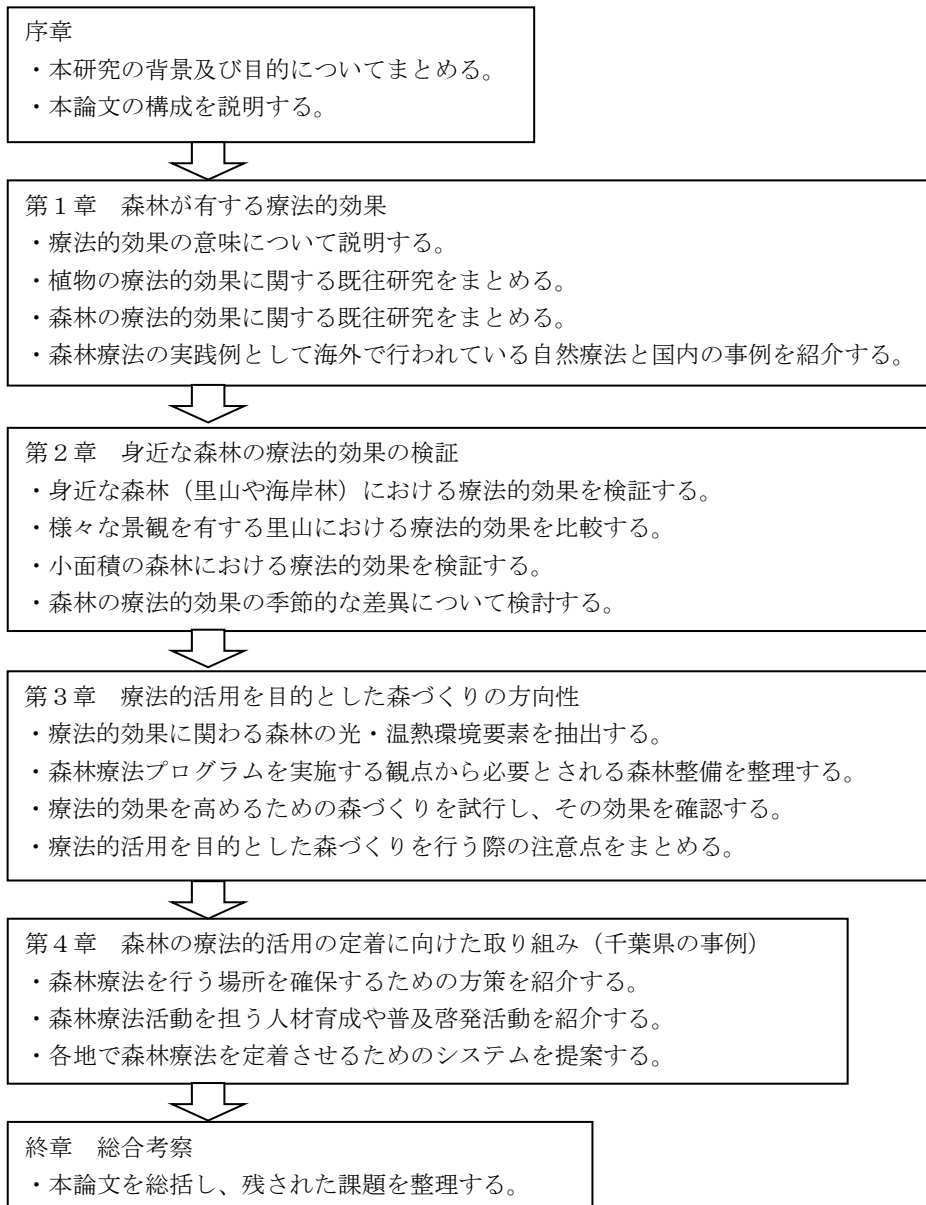 序章
・本研究の背景及び目的についてまとめる。
・本論文の構成を説明する。
第１章　森林が有する療法的効果
・療法的効果の意味について説明する。
・植物の療法的効果に関する既往研究をまとめる。
・森林の療法的効果に関する既往研究をまとめる。
・森林療法の実践例として海外で行われている自然療法と国内の事例を紹介する。
第２章　身近な森林の療法的効果の検証
・身近な森林（里山や海岸林）における療法的効果を検証する。
・様々な景観を有する里山における療法的効果を比較する。
・小面積の森林における療法的効果を検証する。
・森林の療法的効果の季節的な差異について検討する。
第３章　療法的活用を目的とした森づくりの方向性
・療法的効果に関わる森林の光・温熱環境要素を抽出する。
・森林療法プログラムを実施する観点から必要とされる森林整備を整理する。
・療法的効果を高めるための森づくりを試行し、その効果を確認する。
・療法的活用を目的とした森づくりを行う際の注意点をまとめる。
第４章　森林の療法的活用の定着に向けた取り組み（千葉県の事例）
・森林療法を行う場所を確保するための方策を紹介する。
・森林療法活動を担う人材育成や普及啓発活動を紹介する。
・各地で森林療法を定着させるためのシステムを提案する。
終章　総合考察
・本論文を総括し、残された課題を整理する。